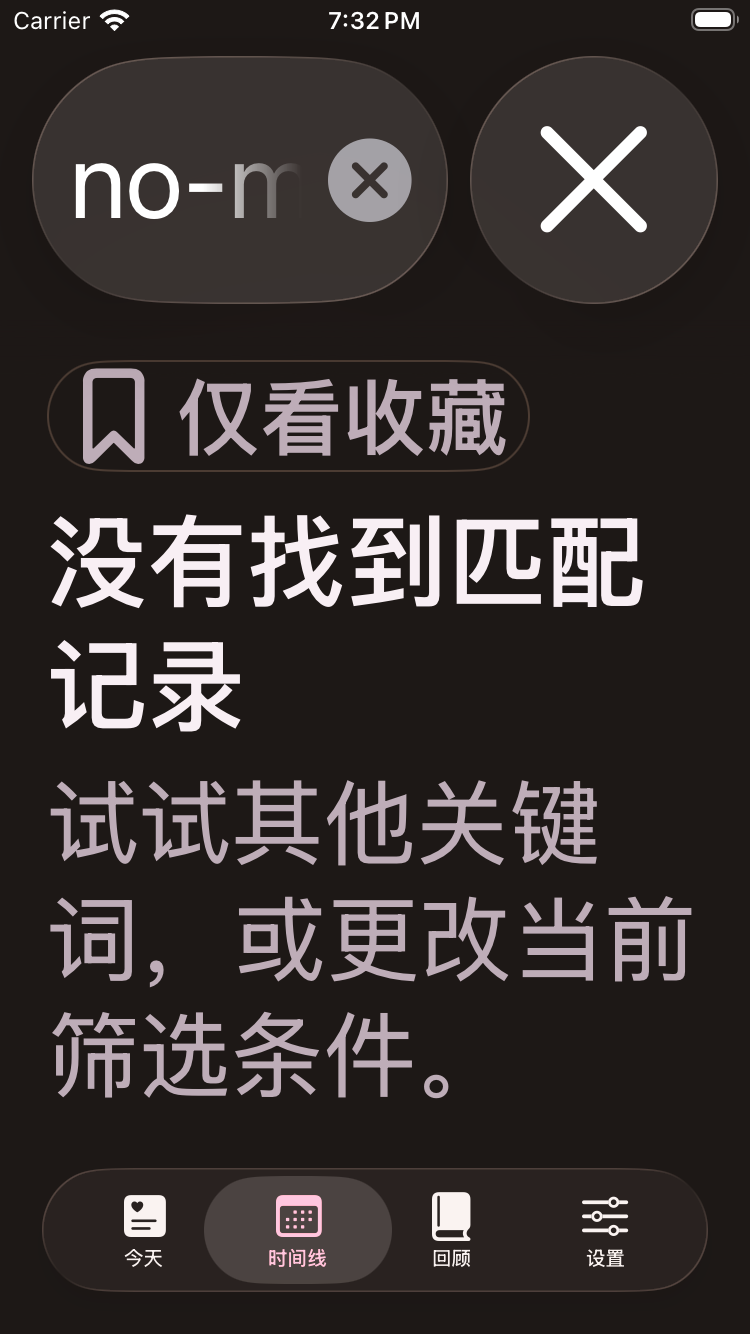 Carrier 7:32 PM
no-m
仅看收藏
没有找到匹配
记录
试试其他关键
词，或更改当前
筛选条件。
今天 时间线 回顾 设置